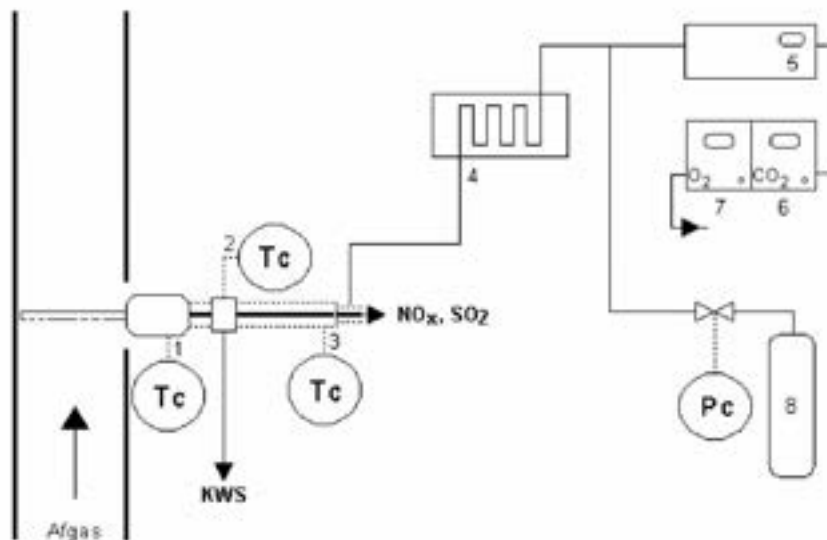 5
4
O₂ CO₂
7 6
2
Tc
NOx, SO₂
1 3
Tc Tc
Pc 8
KWS
Afgas